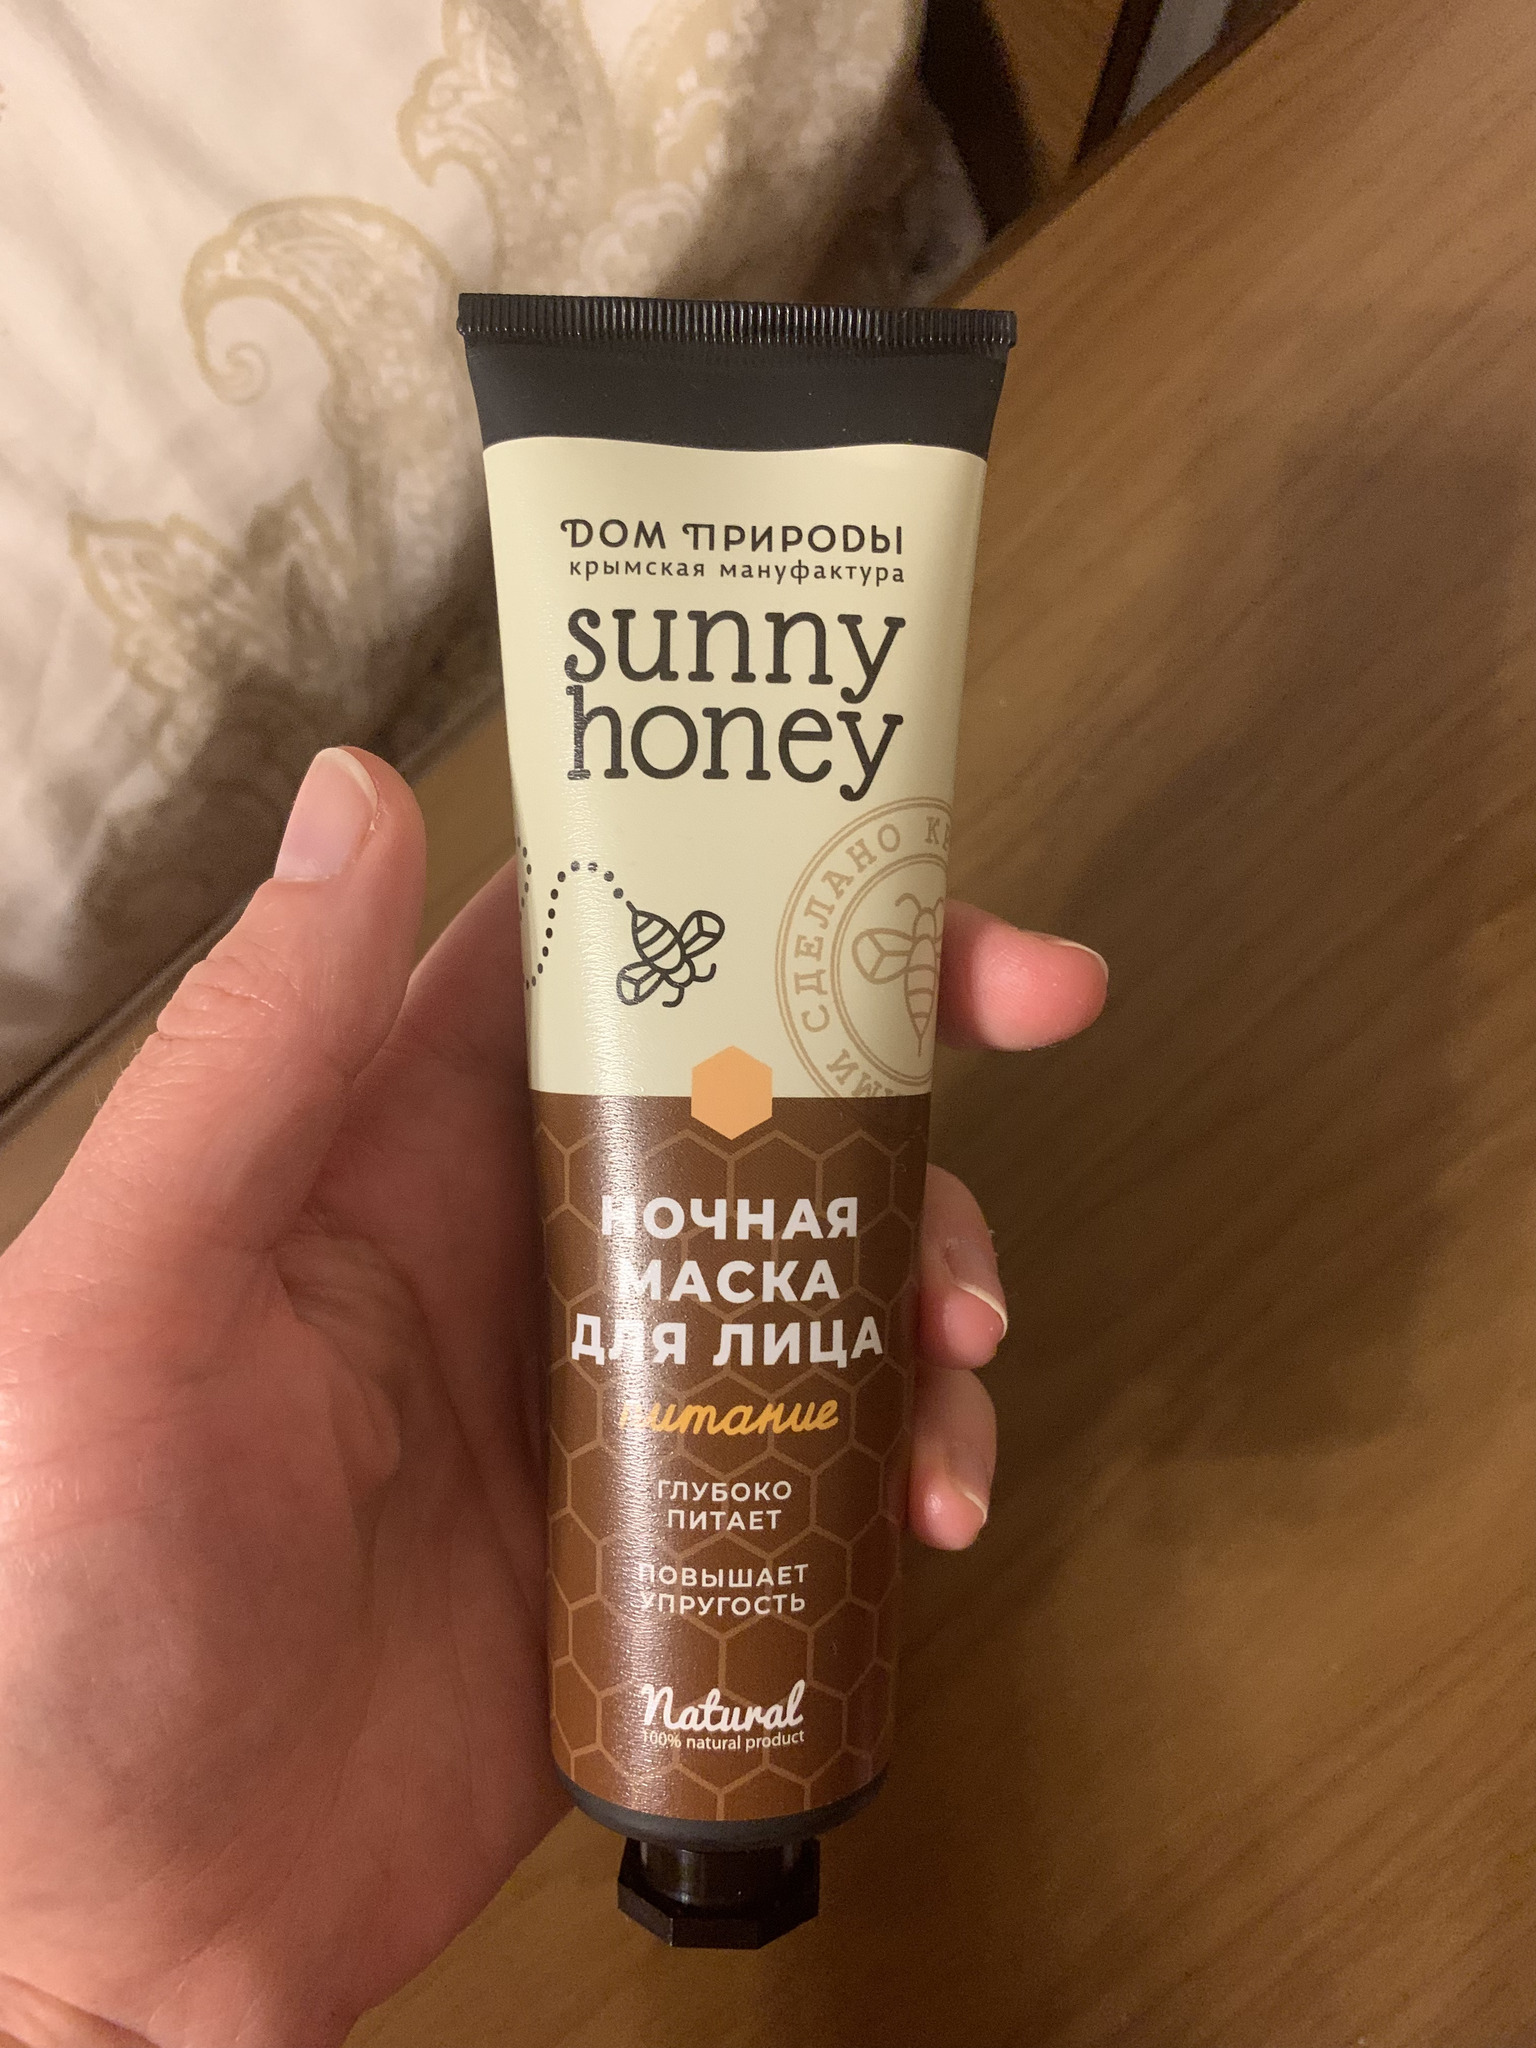 ДОМ ПРИРОДЫ
крымская мануфактура
sunny
honey
СДЕЛАНО
НОЧНАЯ
МАСКА
ДЛЯ ЛИЦА
питание
ГЛУБОКО
ПИТАЕТ
ПОВЫШАЕТ
УПРУГОСТЬ
Natural
100% natural product